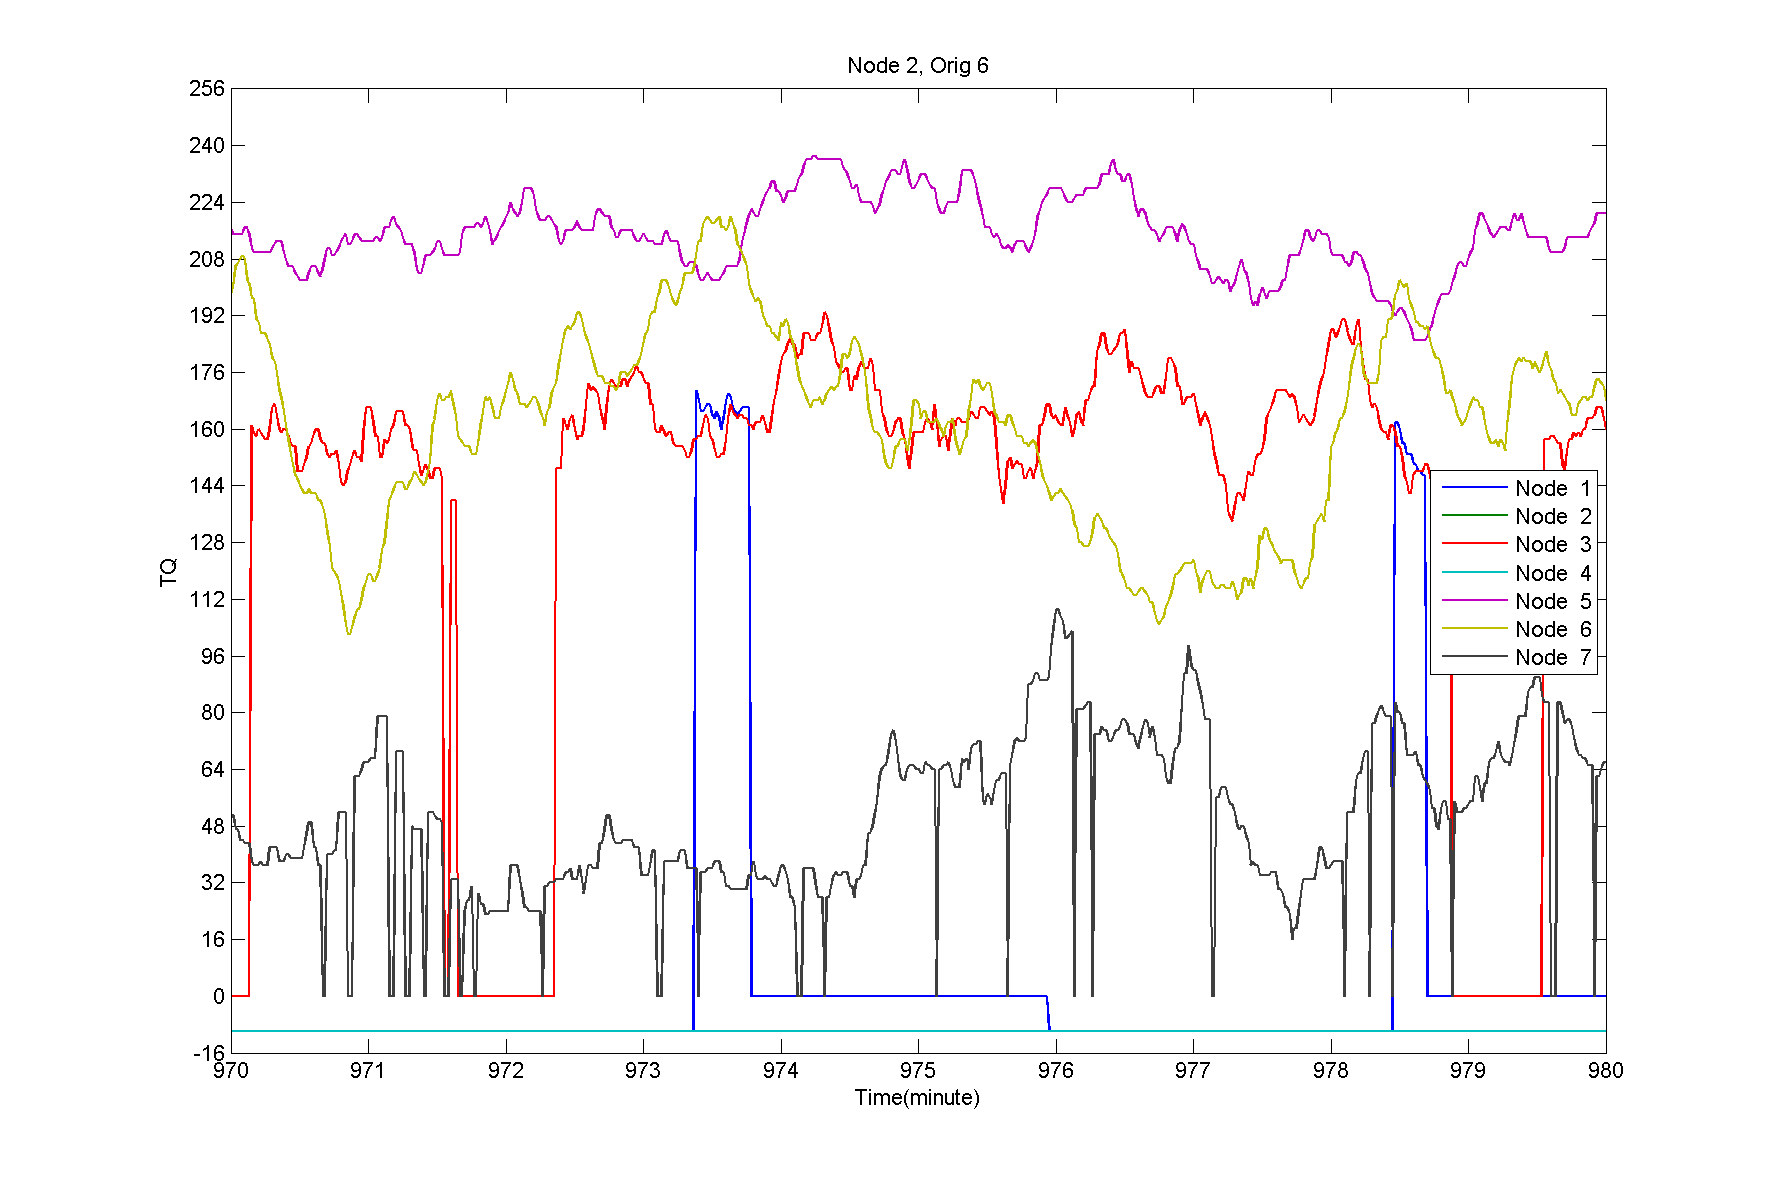 Node 2, Orig 6
256
240
224
208
192
176
160
144
128
112
96
80
64
48
32
16
0
-16
TQ
970 971 972 973 974 975 976 977 978 979 980
Time(minute)
Node 1
Node 2
Node 3
Node 4
Node 5
Node 6
Node 7